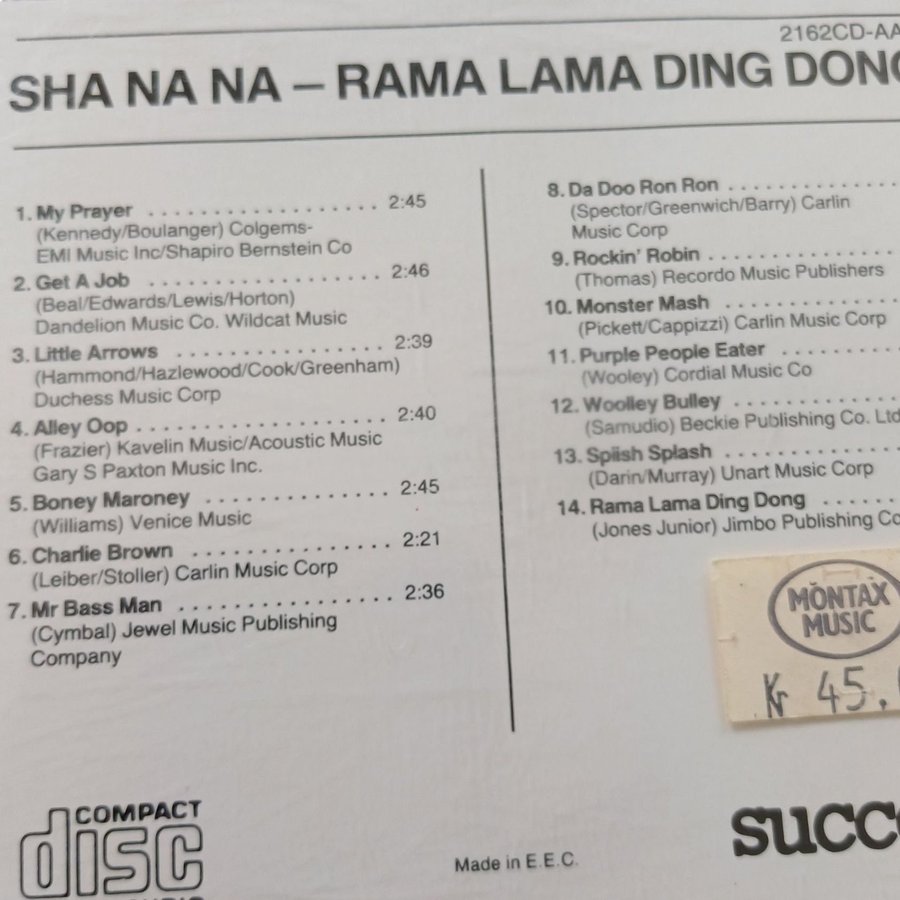 2162CD-AA
SHA NA NA – RAMA LAMA DING DONG
1. My Prayer . . . . . . . . . . . . . . . . . . 2:45
(Kennedy/Boulanger) Colgems-
EMI Music Inc/Shapiro Bernstein Co
2. Get A Job . . . . . . . . . . . . . . . . . . 2:46
(Beal/Edwards/Lewis/Horton)
Dandelion Music Co. Wildcat Music
3. Little Arrows . . . . . . . . . . . . . . . . 2:39
(Hammond/Hazlewood/Cook/Greenham)
Duchess Music Corp
4. Alley Oop . . . . . . . . . . . . . . . . . . . 2:40
(Frazier) Kavelin Music/Acoustic Music
Gary S Paxton Music Inc.
5. Boney Maroney . . . . . . . . . . . . . . 2:45
(Williams) Venice Music
6. Charlie Brown . . . . . . . . . . . . . . . 2:21
(Leiber/Stoller) Carlin Music Corp
7. Mr Bass Man . . . . . . . . . . . . . . . . 2:36
(Cymbal) Jewel Music Publishing
Company
8. Da Doo Ron Ron . . . . . . . . . . . . .
(Spector/Greenwich/Barry) Carlin
Music Corp
9. Rockin' Robin . . . . . . . . . . . . . .
(Thomas) Recordo Music Publishers
10. Monster Mash . . . . . . . . . . . . . .
(Pickett/Cappizzi) Carlin Music Corp
11. Purple People Eater . . . . . . . . .
(Wooley) Cordial Music Co
12. Woolley Bulley . . . . . . . . . . . . .
(Samudio) Beckie Publishing Co. Ltd
13. Spiish Splash . . . . . . . . . . . . . .
(Darin/Murray) Unart Music Corp
14. Rama Lama Ding Dong . . . . . .
(Jones Junior) Jimbo Publishing Co
MONTAX
MUSIC
Kr 45.
COMPACT
disc
Made in E.E.C.